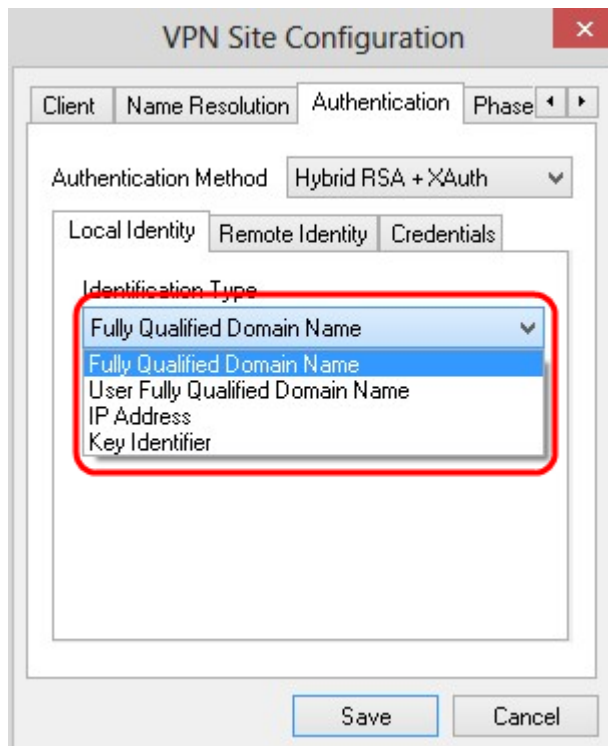 VPN Site Configuration
Client Name Resolution Authentication Phase
Authentication Method Hybrid RSA + XAuth
Local Identity Remote Identity Credentials
Identification Type
Fully Qualified Domain Name
Fully Qualified Domain Name
User Fully Qualified Domain Name
IP Address
Key Identifier
Save Cancel